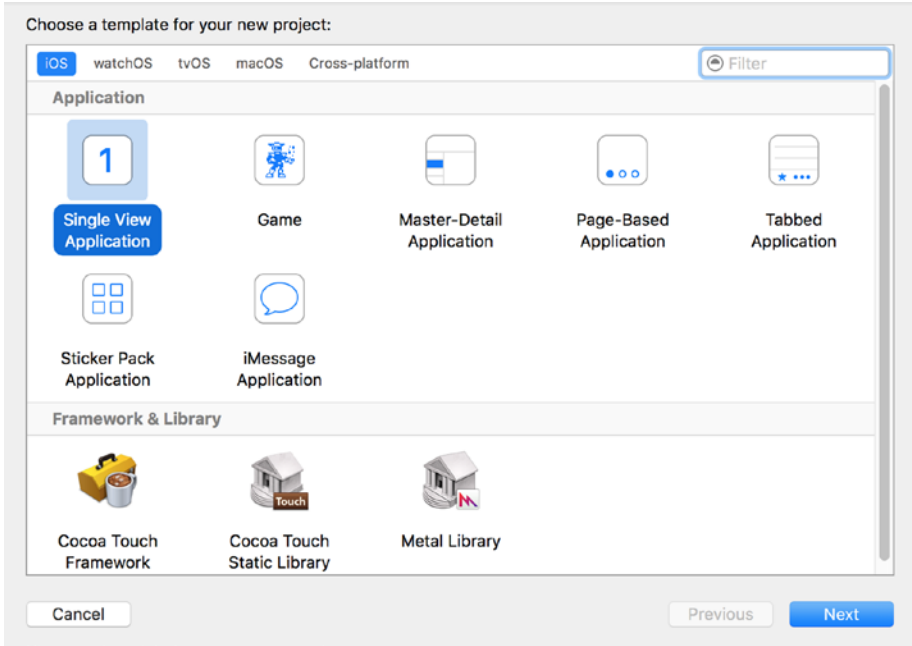 Choose a template for your new project:
iOS watchOS tvOS macOS Cross-platform Filter
Application
1
Single View Application
Game
Master-Detail Application
Page-Based Application
Tabbed Application
Sticker Pack Application
iMessage Application
Framework & Library
Touch
Cocoa Touch Framework
Cocoa Touch Static Library
Metal Library
Cancel Previous Next